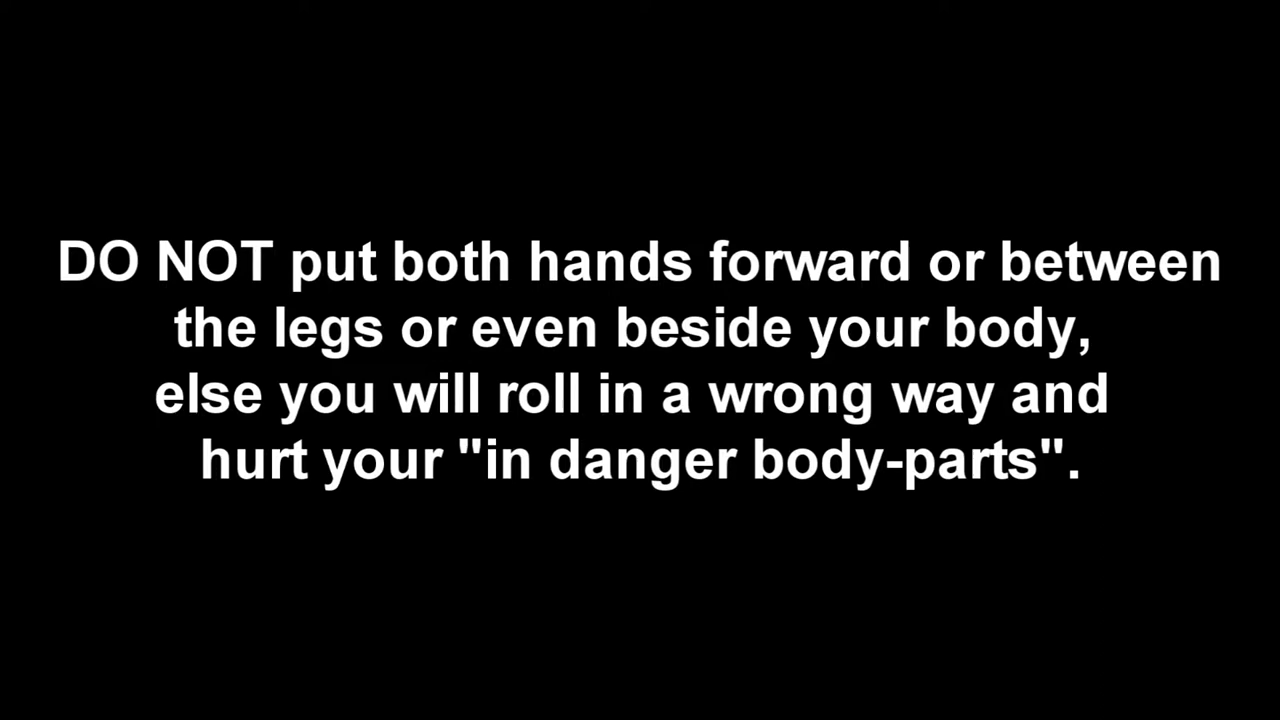 DO NOT put both hands forward or between
the legs or even beside your body,
else you will roll in a wrong way and
hurt your "in danger body-parts".